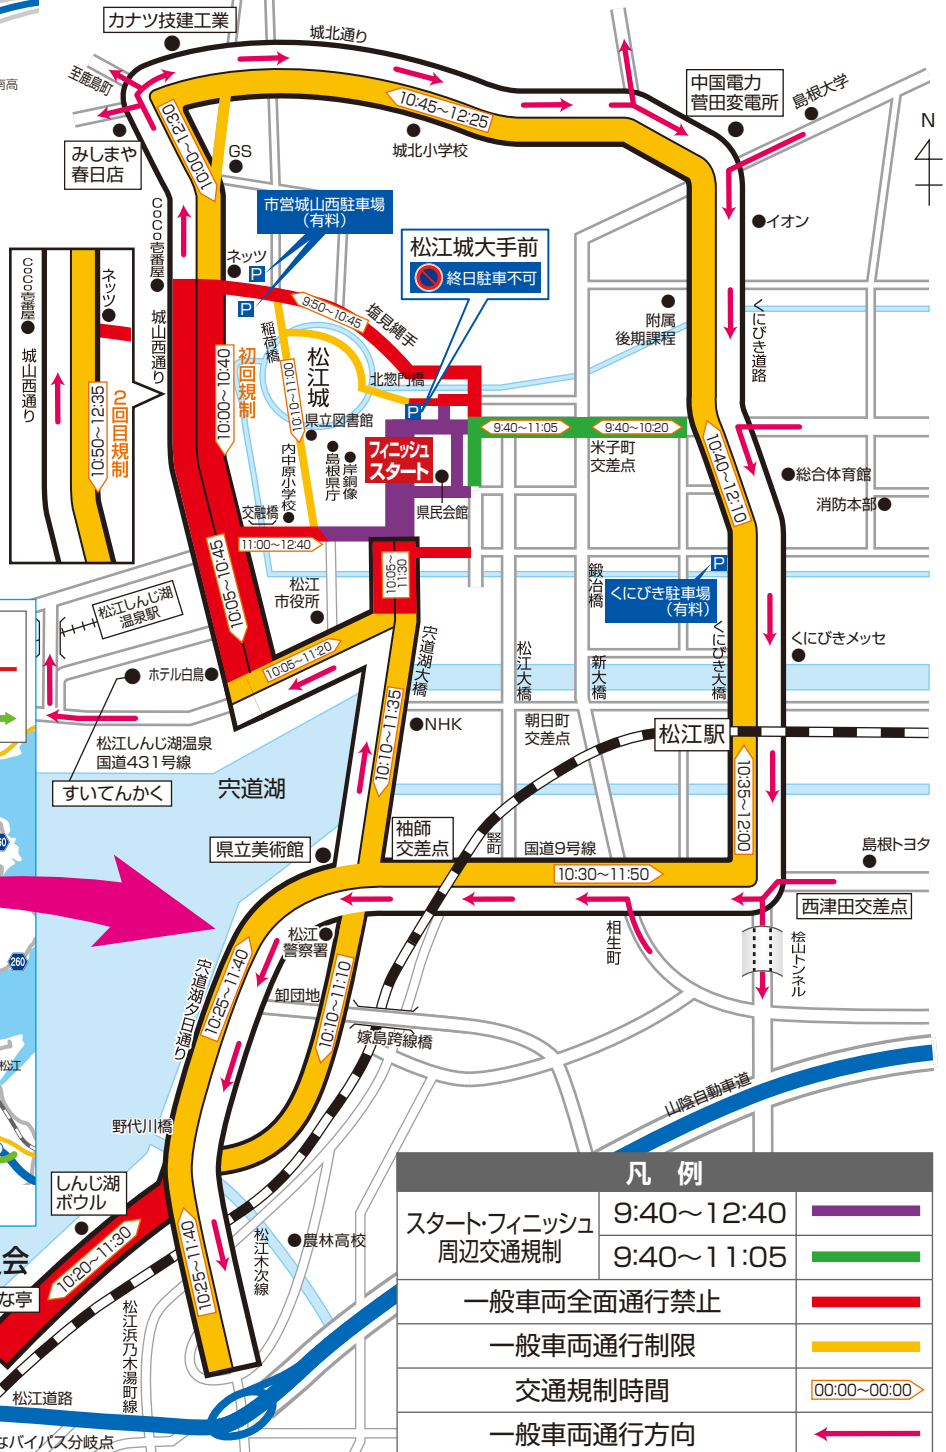 カナツ技建工業
城北通り
至鹿島町
中国電力
菅田変電所
島根大学
N
みしまや
春日店
10:00〜12:30
10:45〜12:25
城北小学校
GS
市営城山西駐車場
(有料)
イオン
CoCo壱番屋
ネッツ
P
P
松江城大手前
終日駐車不可
CoCo壱番屋
ネッツ
城山西通り
10:50〜12:35
2回目規制
城山西通り
9:50〜10:45
塩見縄手
附属
後期課程
くにびき道路
10:00〜10:40
初回規制
稲荷橋
10:10〜11:00
松江城
北惣門橋
P
県立図書館
9:40〜11:05
9:40〜10:20
米子町
交差点
フィニッシュ
スタート
島根県庁
岸銅像
内中原小学校
県民会館
10:40〜12:10
総合体育館
消防本部
交融橋
11:00〜12:40
10:05〜10:45
10:05〜11:30
松江
市役所
鍛冶橋
P
くにびき駐車場
(有料)
松江しんじ湖
温泉駅
10:05〜11:20
宍道湖大橋
松江大橋
新大橋
くにびき大橋
くにびきメッセ
ホテル白鳥
10:10〜11:35
NHK
朝日町
交差点
松江駅
松江しんじ湖温泉
国道431号線
すいてんかく
宍道湖
10:35〜12:00
県立美術館
袖師
交差点
竪町
国道9号線
島根トヨタ
10:30〜11:50
西津田交差点
松江
警察署
相生町
桧山トンネル
260
宍道湖夕日通り
10:25〜11:40
卸団地
10:10〜11:10
嫁島跨線橋
松江
山陰自動車道
野代川橋
しんじ湖
ボウル
10:20〜11:30
10:25〜11:40
松江木次線
農林高校
会
な亭
松江浜乃木湯町線
松江道路
なバイパス分岐点
凡 例
スタート・フィニッシュ
周辺交通規制
9:40〜12:40
9:40〜11:05
一般車両全面通行禁止
一般車両通行制限
交通規制時間
00:00〜00:00
一般車両通行方向